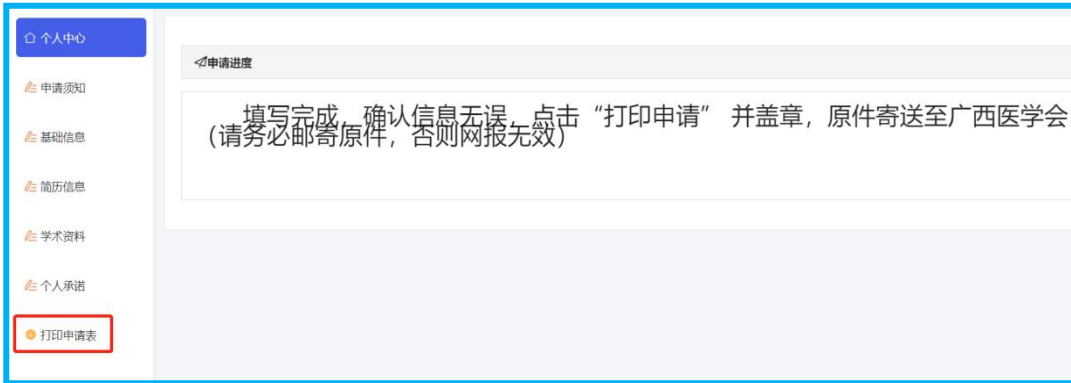 个人中心
申请须知
基础信息
简历信息
学术资料
个人承诺
打印申请表
申请进度
填写完成，确认信息无误，点击“打印申请” 并盖章，原件寄送至广西医学会
（请务必邮寄原件，否则网报无效）